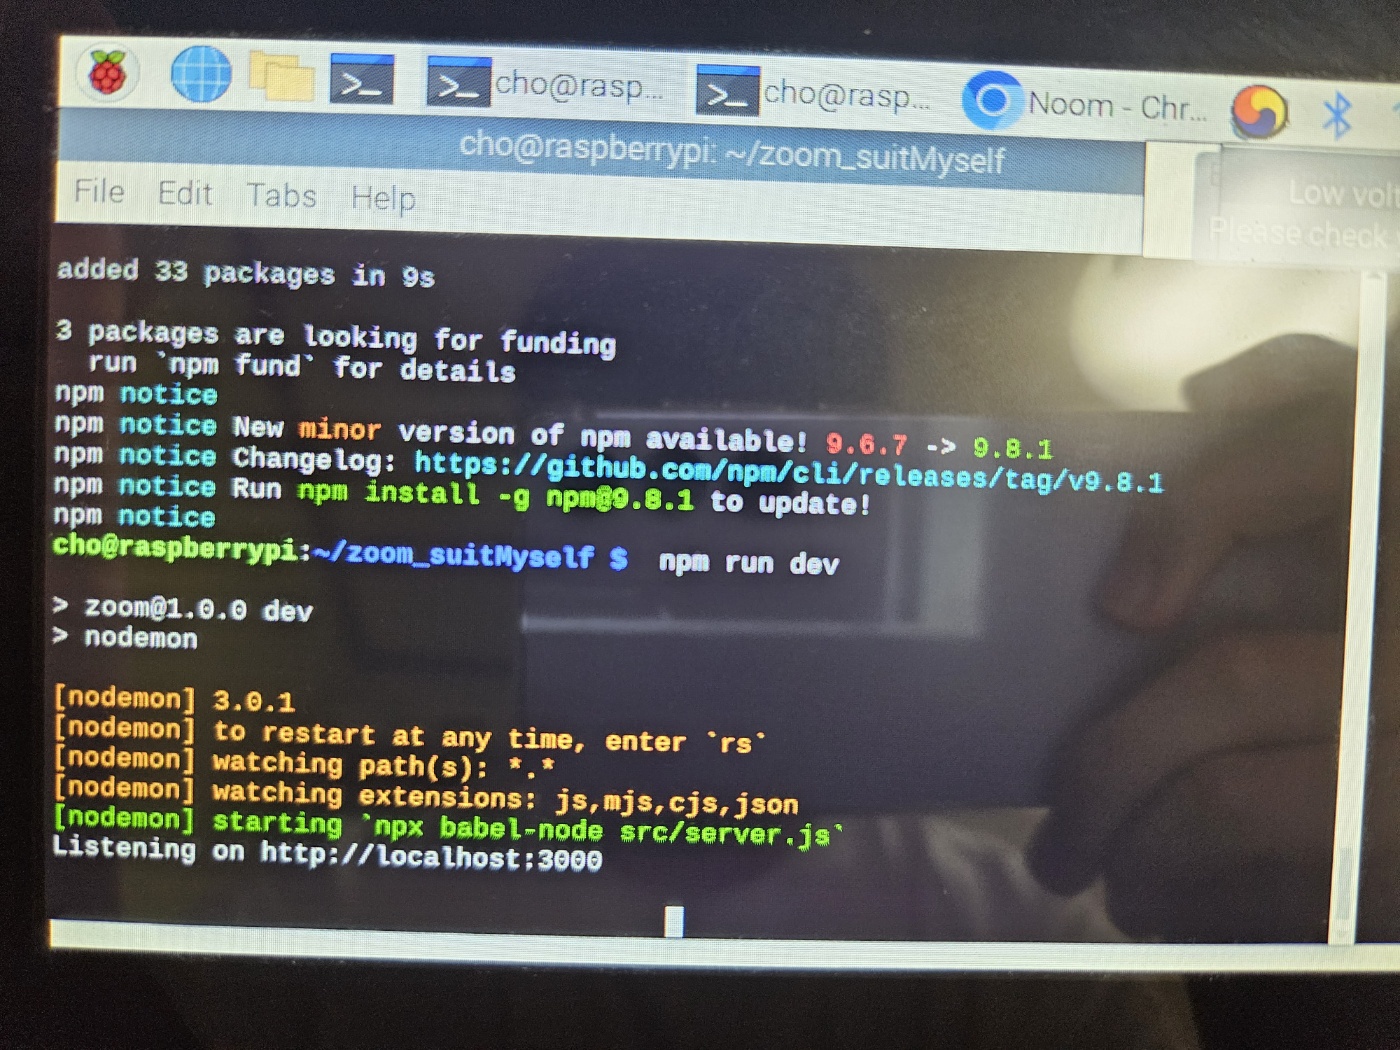 cho@rasp...
cho@rasp...
Noom - Chr...
cho@raspberrypi: ~/zoom_suitMyself
File Edit Tabs Help
Low volt
Please check
added 33 packages in 9s
3 packages are looking for funding
run `npm fund` for details
npm notice
npm notice New minor version of npm available! 9.6.7 -> 9.8.1
npm notice Changelog: https://github.com/npm/cli/releases/tag/v9.8.1
npm notice Run npm install -g npm@9.8.1 to update!
npm notice
cho@raspberrypi:~/zoom_suitMyself $  npm run dev
> zoom@1.0.0 dev
> nodemon
[nodemon] 3.0.1
[nodemon] to restart at any time, enter `rs`
[nodemon] watching path(s): *.*
[nodemon] watching extensions: js,mjs,cjs,json
[nodemon] starting `npx babel-node src/server.js`
Listening on http://localhost:3000